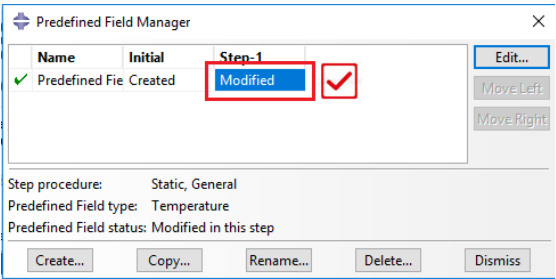 Predefined Field Manager
Name Initial Step-1
Predefined Fie Created Modified
Edit...
Move Left
Move Right
Step procedure: Static, General
Predefined Field type: Temperature
Predefined Field status: Modified in this step
Create... Copy... Rename... Delete... Dismiss